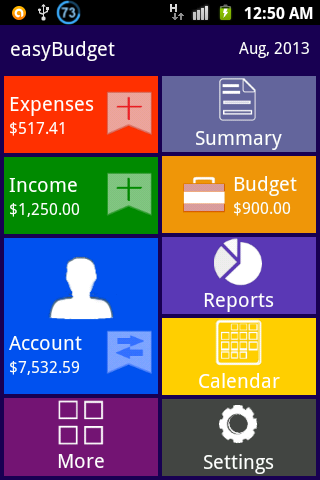 73
H
12:50 AM
easyBudget
Aug, 2013
Expenses
$517.41
Summary
Income
$1,250.00
Budget
$900.00
Reports
Account
$7,532.59
Calendar
More
Settings